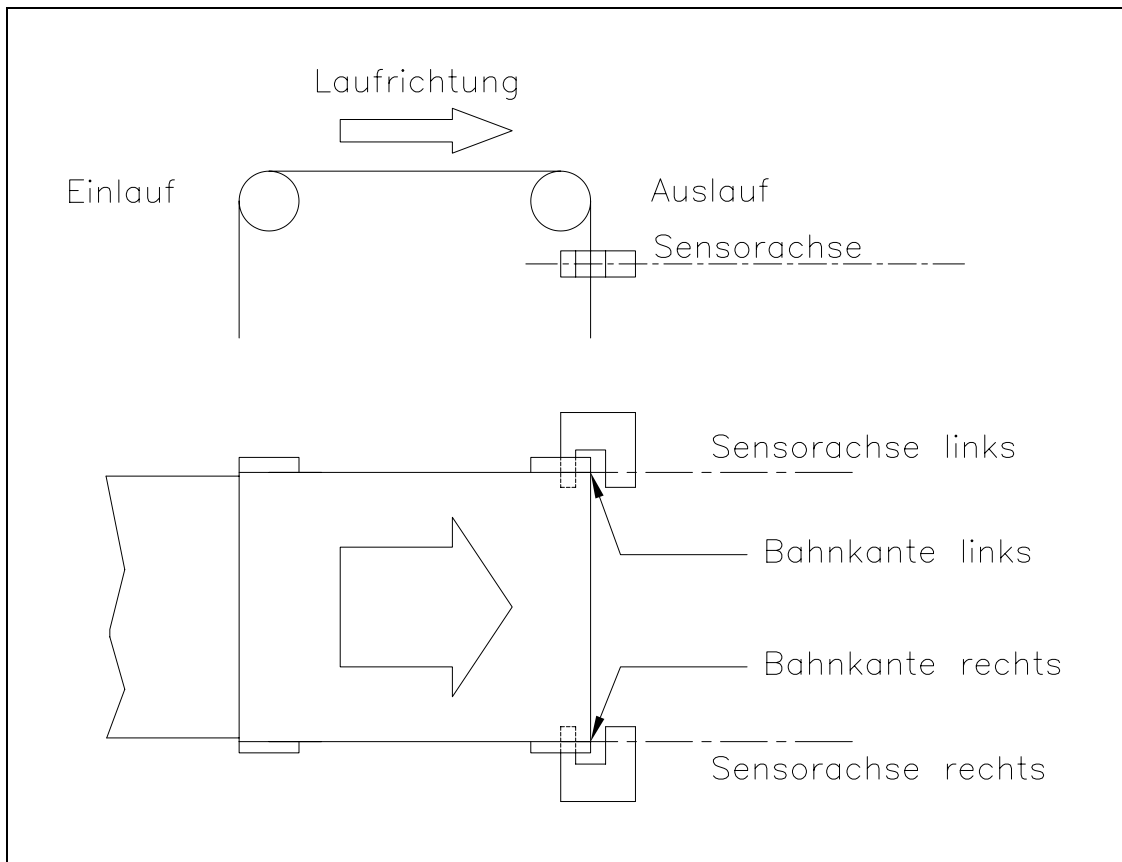 Laufrichtung
Einlauf
Auslauf
Sensorachse
Sensorachse links
Bahnkante links
Bahnkante rechts
Sensorachse rechts